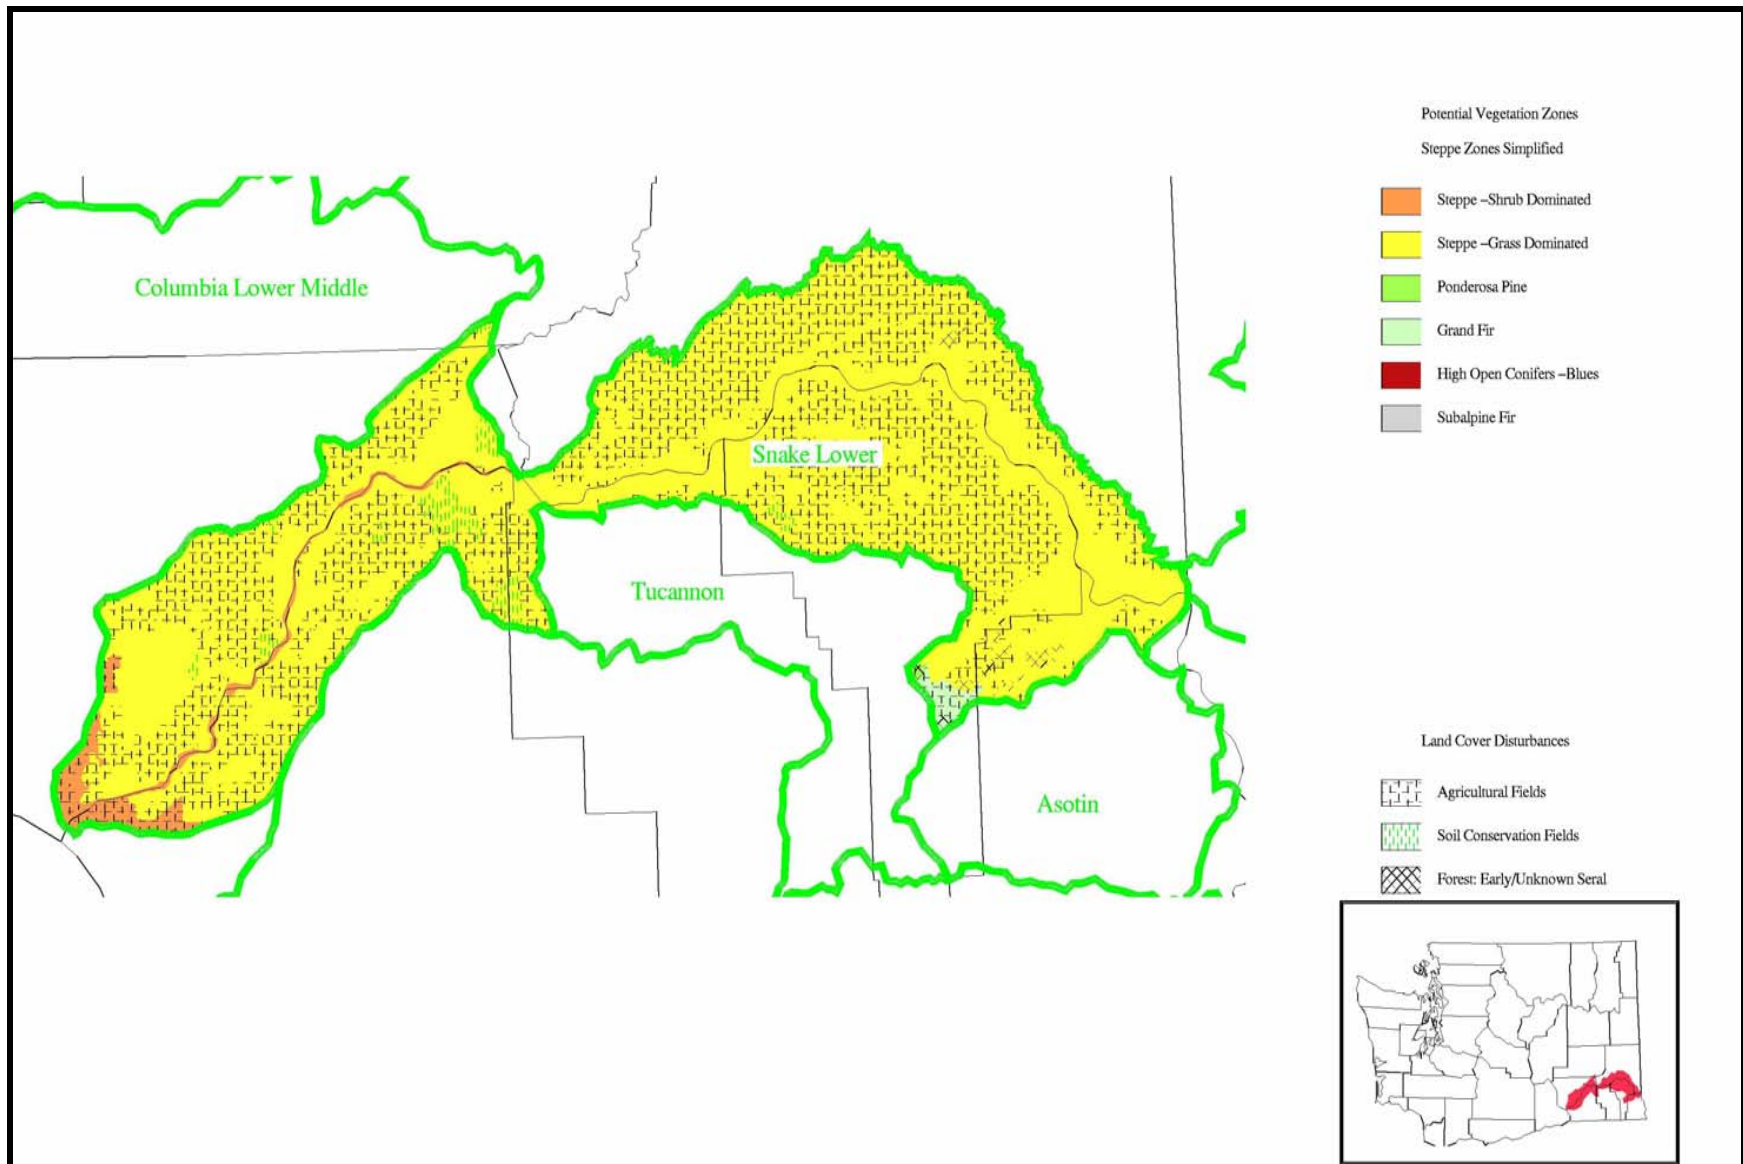 Potential Vegetation Zones
Steppe Zones Simplified
Steppe –Shrub Dominated
Steppe –Grass Dominated
Ponderosa Pine
Grand Fir
High Open Conifers –Blues
Subalpine Fir
Columbia Lower Middle
Snake Lower
Tucannon
Asotin
Land Cover Disturbances
Agricultural Fields
Soil Conservation Fields
Forest: Early/Unknown Seral